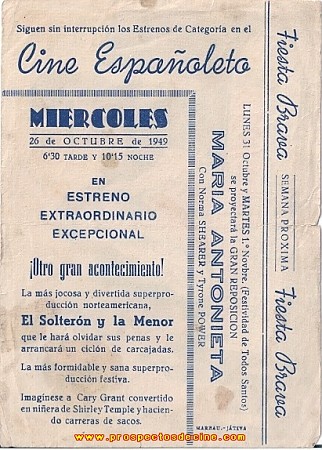 Siguen sin interrupción los Estrenos de Categoría en el
Cine Españoleto
MIERCOLES
26 de OCTUBRE de 1949
6'30 TARDE y 10'15 NOCHE
EN
ESTRENO
EXTRAORDINARIO
EXCEPCIONAL
¡Otro gran acontecimiento!
La más jocosa y divertida superpro-
ducción norteamericana,
El Solterón y la Menor
que le hará olvidar sus penas y le
arrancará un ciclón de carcajadas.
La más formidable y sana superpro-
ducción festiva.
Imagínese a Cary Grant convertido
en niñera de Shirley Temple y hacien-
do carreras de sacos.
LUNES 31 Octubre y MARTES 1.º Novbre. (Festividad de Todos Santos)
se proyectará la GRAN REPOSICION
MARIA ANTONIETA
Con Norma SHEARER y Tyrone POWER
MAREAU.-JÁTIVA
Fiesta Brava SEMANA PROXIMA Fiesta Brava
www.prospectosdecine.com